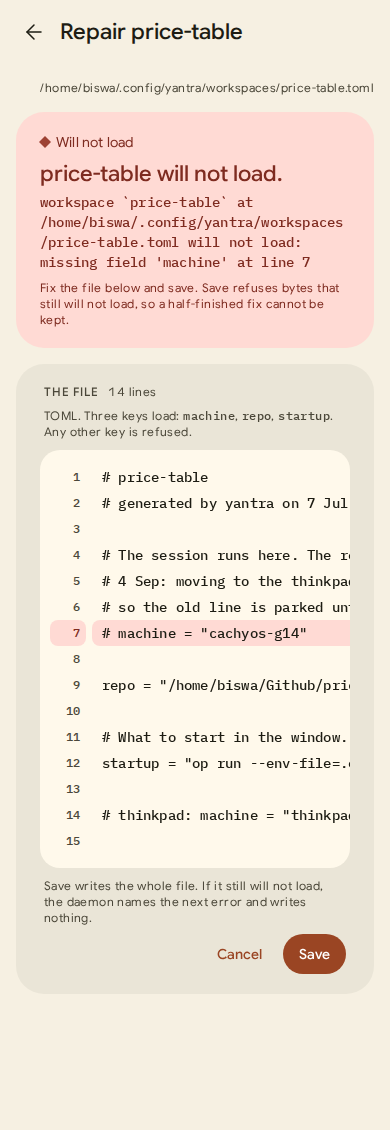 Repair price-table
/home/biswa/.config/yantra/workspaces/price-table.toml
Will not load
price-table will not load.
workspace `price-table` at
/home/biswa/.config/yantra/workspaces
/price-table.toml will not load:
missing field 'machine' at line 7
Fix the file below and save. Save refuses bytes that
still will not load, so a half-finished fix cannot be
kept.
THE FILE 14 lines
TOML. Three keys load: machine, repo, startup.
Any other key is refused.
1 # price-table
2 # generated by yantra on 7 Jul
3
4 # The session runs here. The re
5 # 4 Sep: moving to the thinkpad
6 # so the old line is parked unt
7 # machine = "cachyos-g14"
8
9 repo = "/home/biswa/Github/pric
10
11 # What to start in the window.
12 startup = "op run --env-file=.e
13
14 # thinkpad: machine = "thinkpad
15
Save writes the whole file. If it still will not load,
the daemon names the next error and writes
nothing.
Cancel Save